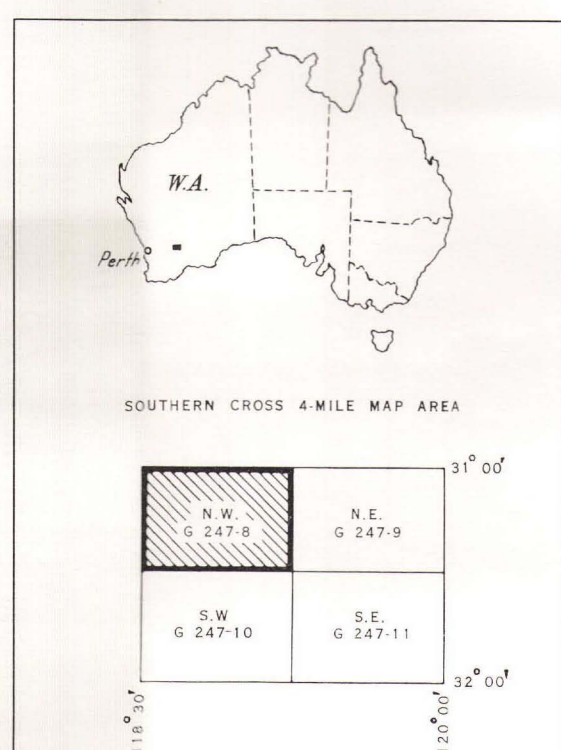 W.A.
Perth
SOUTHERN CROSS 4-MILE MAP AREA
31° 00'
N.W.
G 247-8
N.E.
G 247-9
S.W
G 247-10
S.E.
G 247-11
32° 00'
118° 30'
120° 00'